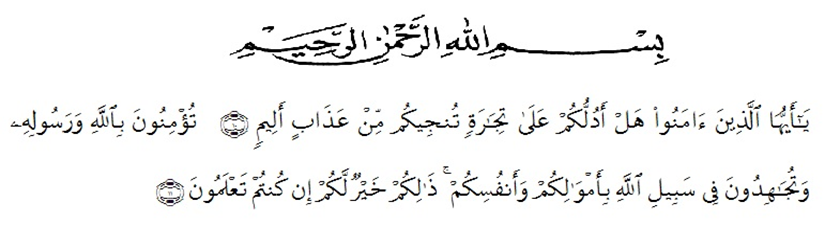 بِسْمِ اللهِ الرَّحْمٰنِ الرَّحِيْمِ
يَٰٓأَيُّهَا ٱلَّذِينَ ءَامَنُواْ هَلْ أَدُلُّكُمْ عَلَىٰ تِجَٰرَةٖ تُنجِيكُم مِّنْ عَذَابٍ أَلِيمٖ ١٠ تُؤْمِنُونَ بِٱللَّهِ وَرَسُولِهِۦ
وَتُجَٰهِدُونَ فِي سَبِيلِ ٱللَّهِ بِأَمْوَٰلِكُمْ وَأَنفُسِكُمْۚ ذَٰلِكُمْ خَيْرٞ لَّكُمْ إِن كُنتُمْ تَعْلَمُونَ ١١